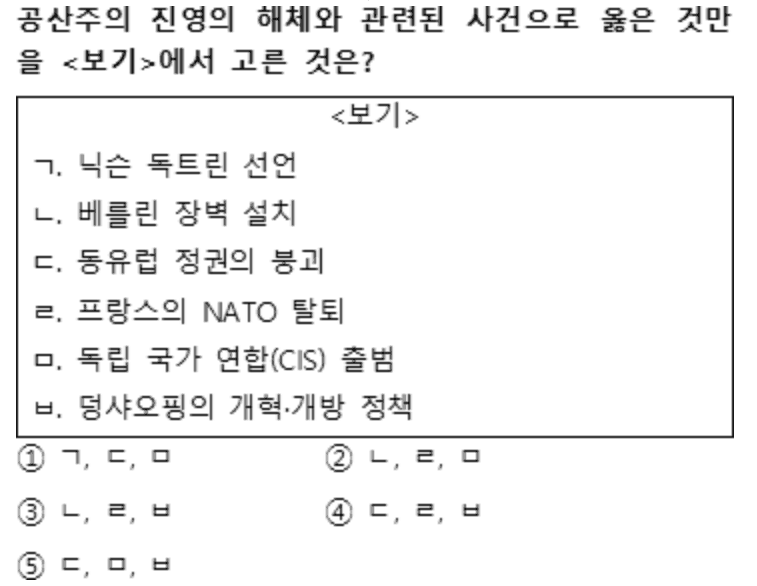 공산주의 진영의 해체와 관련된 사건으로 옳은 것만
을 <보기>에서 고른 것은?
<보기>
ㄱ. 닉슨 독트린 선언
ㄴ. 베를린 장벽 설치
ㄷ. 동유럽 정권의 붕괴
ㄹ. 프랑스의 NATO 탈퇴
ㅁ. 독립 국가 연합(CIS) 출범
ㅂ. 덩샤오핑의 개혁·개방 정책
① ㄱ, ㄷ, ㅁ ② ㄴ, ㄹ, ㅁ
③ ㄴ, ㄹ, ㅂ ④ ㄷ, ㄹ, ㅂ
⑤ ㄷ, ㅁ, ㅂ